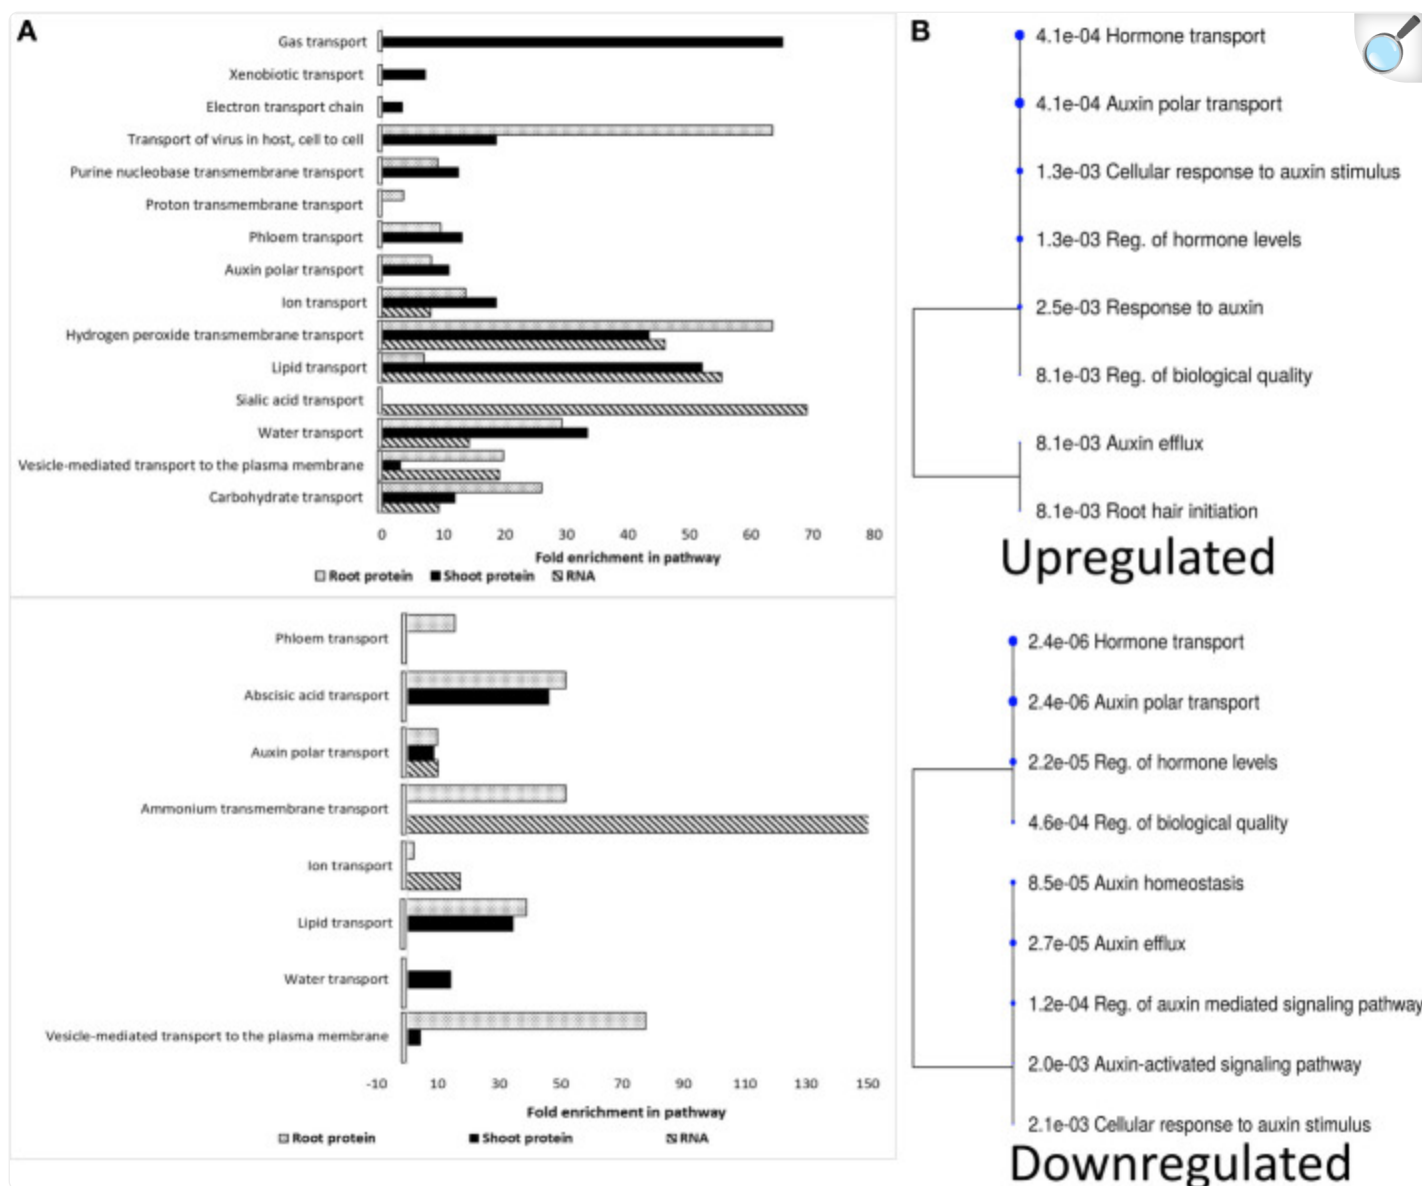 A
Gas transport
Xenobiotic transport
Electron transport chain
Transport of virus in host, cell to cell
Purine nucleobase transmembrane transport
Proton transmembrane transport
Phloem transport
Auxin polar transport
Ion transport
Hydrogen peroxide transmembrane transport
Lipid transport
Sialic acid transport
Water transport
Vesicle-mediated transport to the plasma membrane
Carbohydrate transport
0 10 20 30 40 50 60 70 80
Fold enrichment in pathway
Root protein Shoot protein RNA
Phloem transport
Abscisic acid transport
Auxin polar transport
Ammonium transmembrane transport
Ion transport
Lipid transport
Water transport
Vesicle-mediated transport to the plasma membrane
-10 10 30 50 70 90 110 130 150
Fold enrichment in pathway
Root protein Shoot protein RNA
B
4.1e-04 Hormone transport
4.1e-04 Auxin polar transport
1.3e-03 Cellular response to auxin stimulus
1.3e-03 Reg. of hormone levels
2.5e-03 Response to auxin
8.1e-03 Reg. of biological quality
8.1e-03 Auxin efflux
8.1e-03 Root hair initiation
Upregulated
2.4e-06 Hormone transport
2.4e-06 Auxin polar transport
2.2e-05 Reg. of hormone levels
4.6e-04 Reg. of biological quality
8.5e-05 Auxin homeostasis
2.7e-05 Auxin efflux
1.2e-04 Reg. of auxin mediated signaling pathway
2.0e-03 Auxin-activated signaling pathway
2.1e-03 Cellular response to auxin stimulus
Downregulated